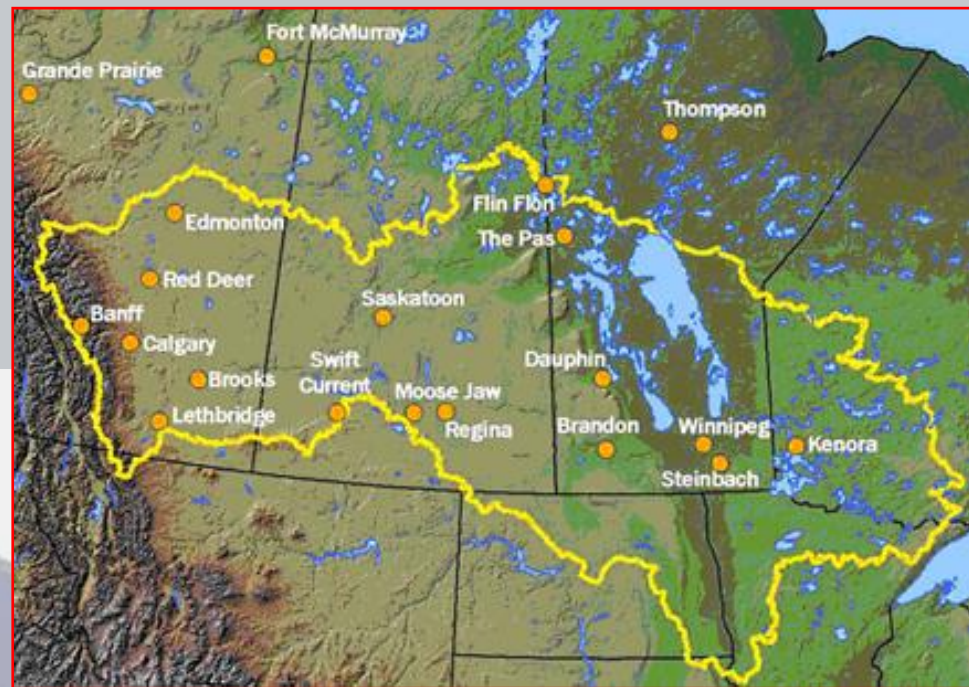 Fort McMurray
Grande Prairie
Thompson
Flin Flon
Edmonton
The Pas
Red Deer
Saskatoon
Banff
Calgary
Dauphin
Swift
Current
Brooks
Moose Jaw
Lethbridge
Regina
Brandon
Winnipeg
Kenora
Steinbach